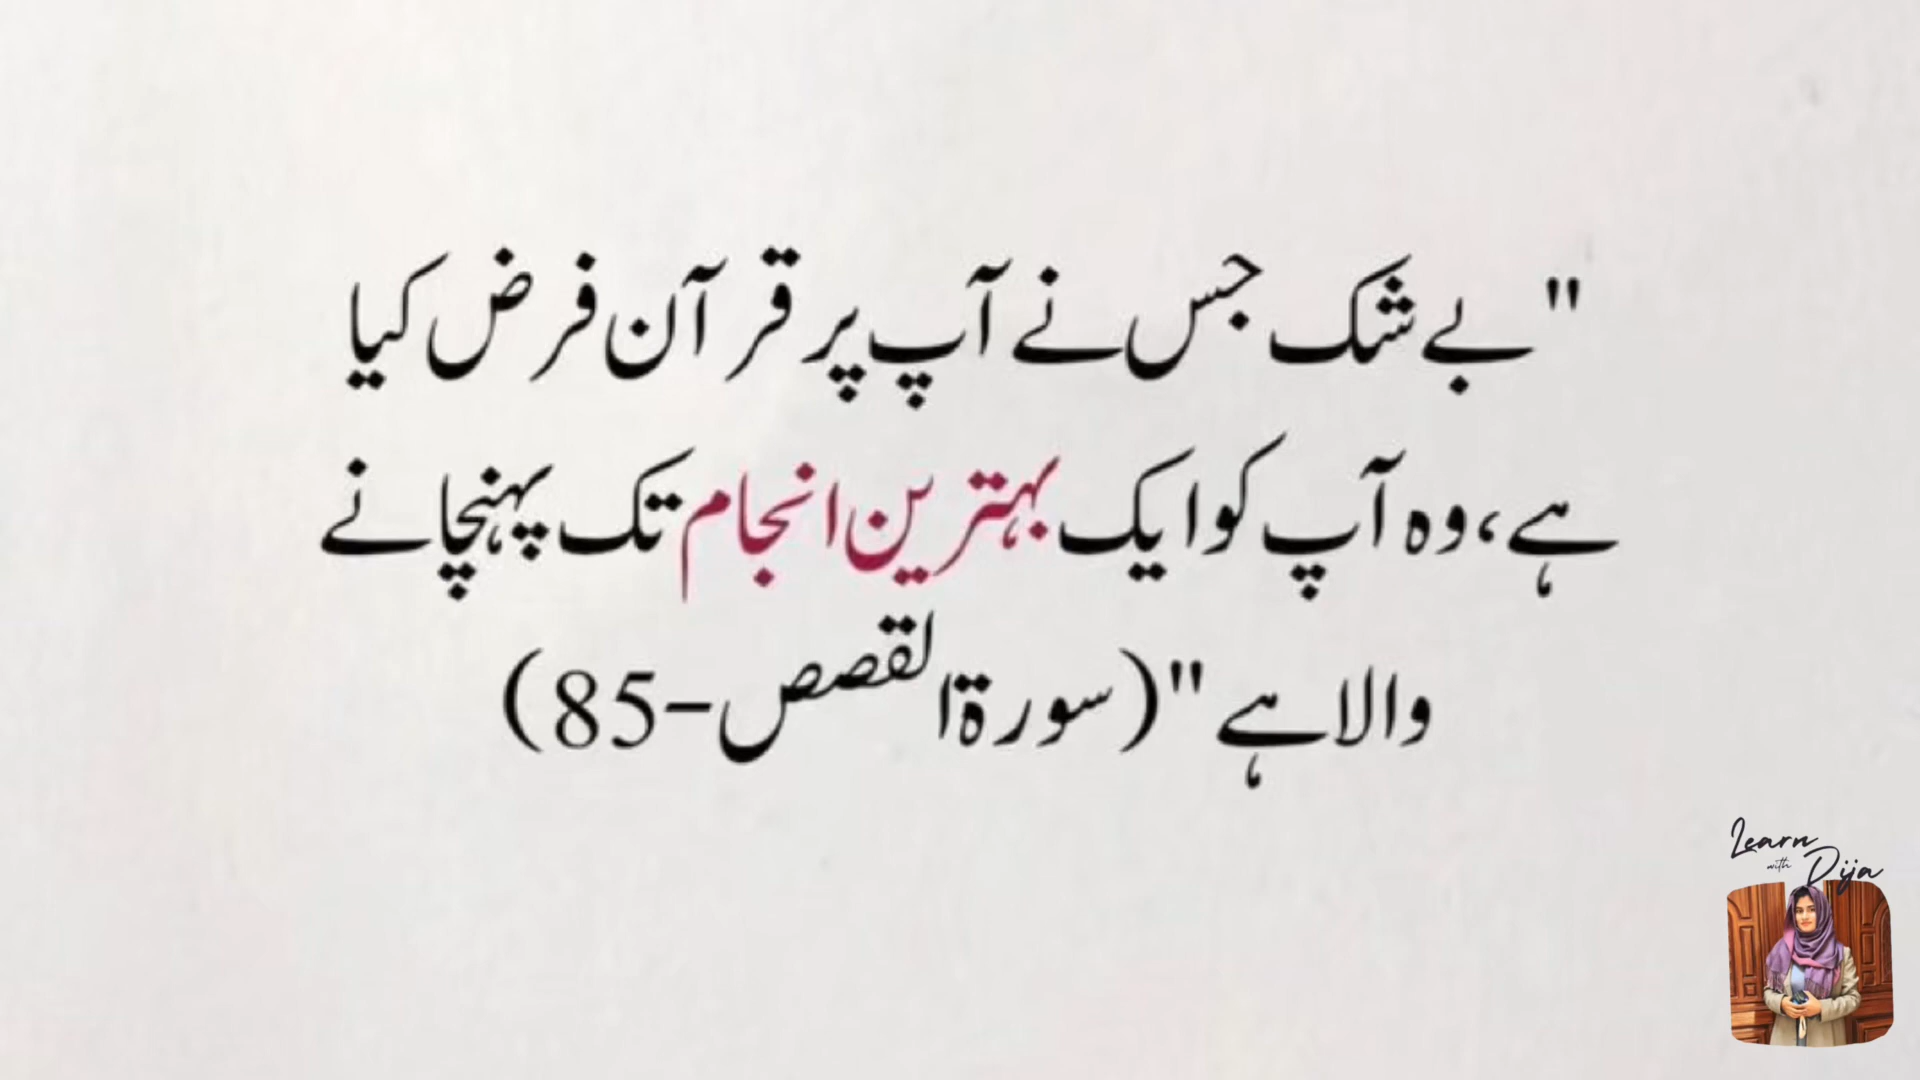 "بے شک جس نے آپ پر قرآن فرض کیا
ہے، وہ آپ کو ایک بہترین انجام تک پہنچانے
والا ہے" (سورۃ القصص-85)
Learn
with
Dija